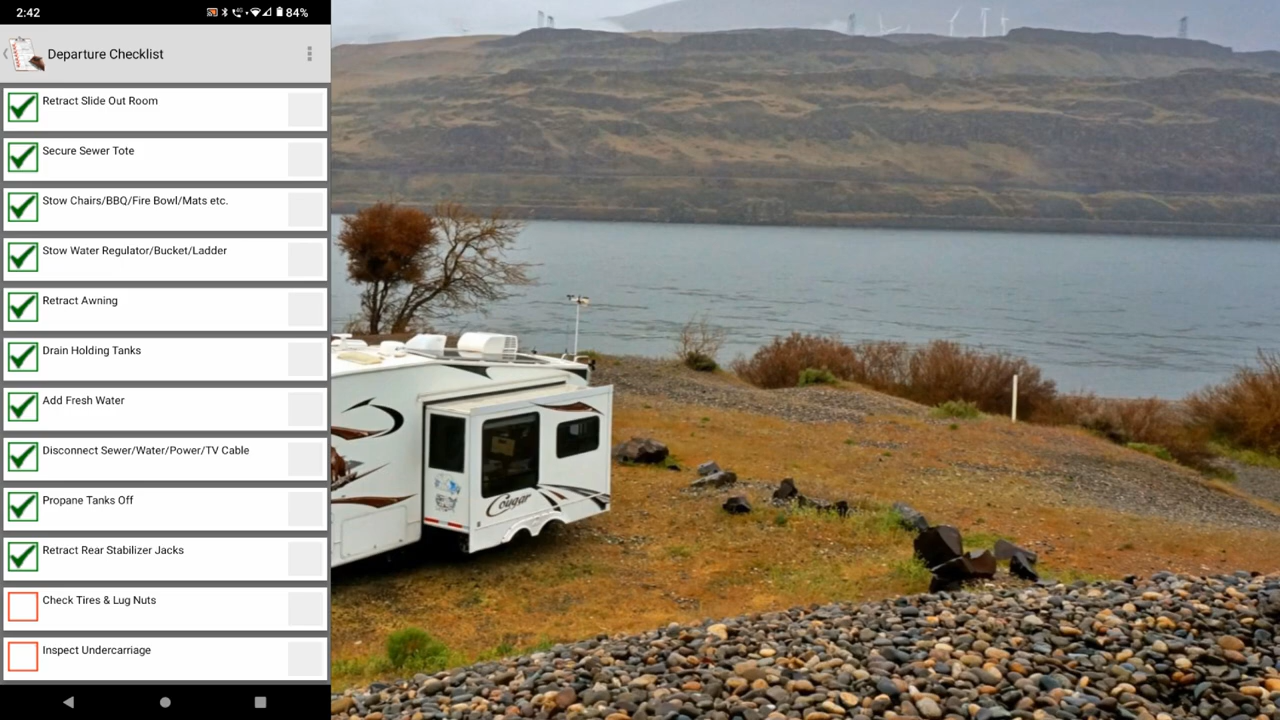 2:42
4G
84%
Departure Checklist
Retract Slide Out Room
Secure Sewer Tote
Stow Chairs/BBQ/Fire Bowl/Mats etc.
Stow Water Regulator/Bucket/Ladder
Retract Awning
Drain Holding Tanks
Add Fresh Water
Disconnect Sewer/Water/Power/TV Cable
Propane Tanks Off
Retract Rear Stabilizer Jacks
Check Tires & Lug Nuts
Inspect Undercarriage
Cougar